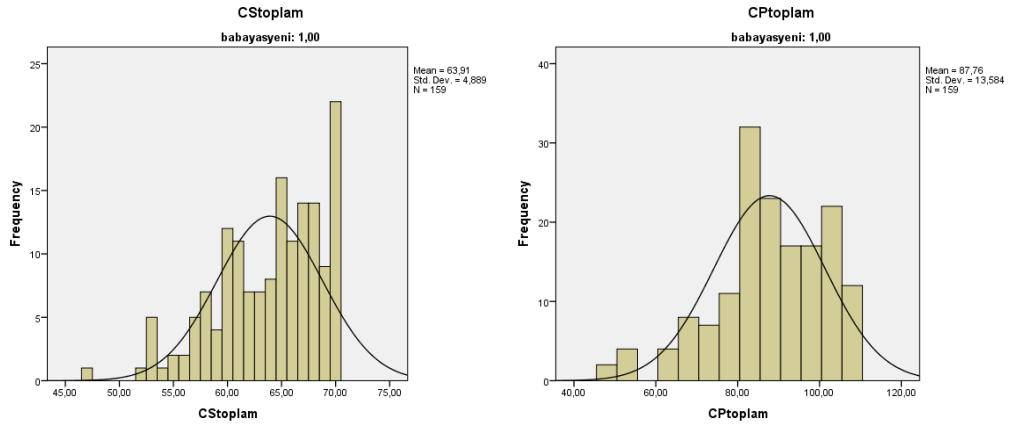 CStoplam
babayasyeni: 1,00
Mean = 63,91
Std. Dev. = 4,889
N = 159
Frequency
25
20
15
10
5
0
45,00 50,00 55,00 60,00 65,00 70,00 75,00
CStoplam
CPtoplam
babayasyeni: 1,00
Mean = 87,76
Std. Dev. = 13,584
N = 159
Frequency
40
30
20
10
0
40,00 60,00 80,00 100,00 120,00
CPtoplam